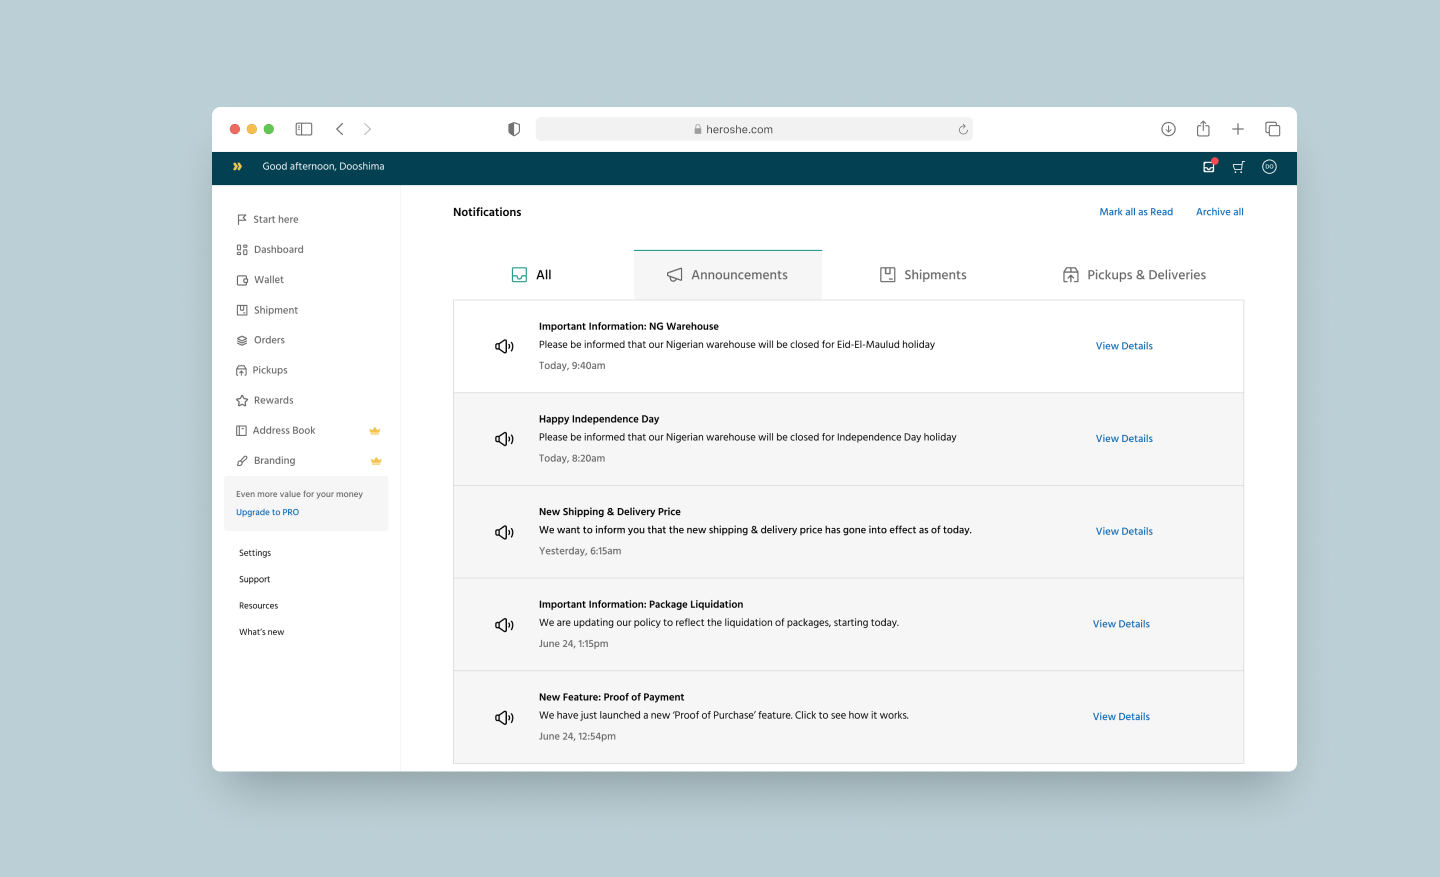 heroshe.com
Good afternoon, Dooshima
DO
Start here
Dashboard
Wallet
Shipment
Orders
Pickups
Rewards
Address Book
Branding
Even more value for your money
Upgrade to PRO
Settings
Support
Resources
What's new
Notifications
Mark all as Read
Archive all
All
Announcements
Shipments
Pickups & Deliveries
Important Information: NG Warehouse
Please be informed that our Nigerian warehouse will be closed for Eid-El-Maulud holiday
Today, 9:40am
View Details
Happy Independence Day
Please be informed that our Nigerian warehouse will be closed for Independence Day holiday
Today, 8:20am
View Details
New Shipping & Delivery Price
We want to inform you that the new shipping & delivery price has gone into effect as of today.
Yesterday, 6:15am
View Details
Important Information: Package Liquidation
We are updating our policy to reflect the liquidation of packages, starting today.
June 24, 1:15pm
View Details
New Feature: Proof of Payment
We have just launched a new ‘Proof of Purchase’ feature. Click to see how it works.
June 24, 12:54pm
View Details